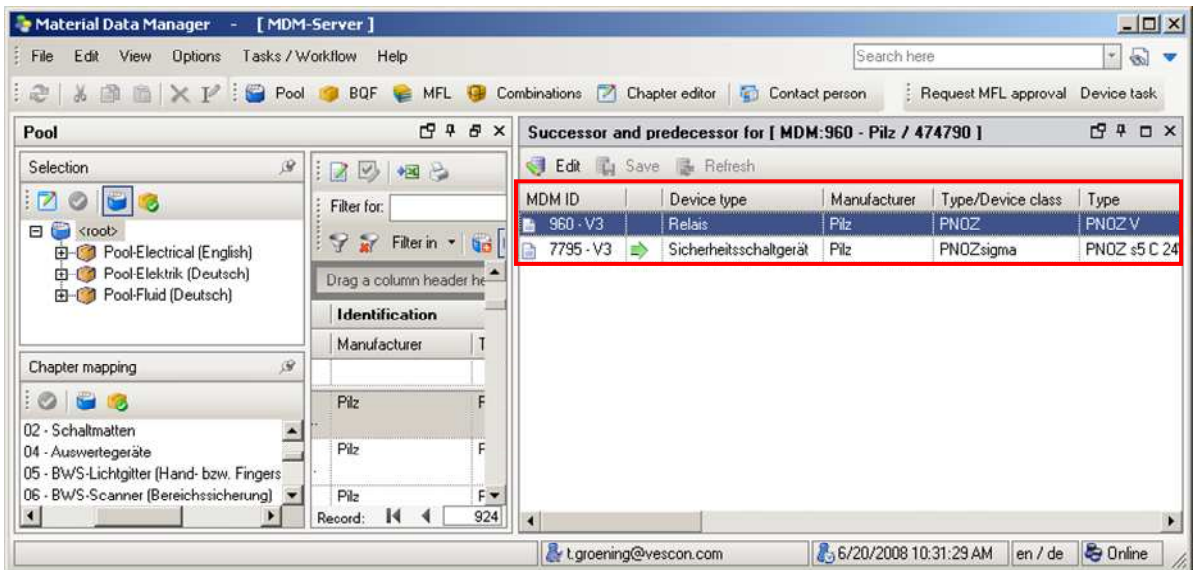 Material Data Manager - [ MDM-Server ]
File Edit View Options Tasks / Workflow Help Search here
Pool BQF MFL Combinations Chapter editor Contact person Request MFL approval Device task
Pool
Selection
<root>
Pool-Electrical (English)
Pool-Elektrik (Deutsch)
Pool-Fluid (Deutsch)
Chapter mapping
02 - Schaltmatten
04 - Auswertegeräte
05 - BWS-Lichtgitter (Hand- bzw. Fingers
06 - BWS-Scanner (Bereichssicherung)
Filter for:
Filter in
Drag a column header he
Identification
Manufacturer T
Pilz
Pilz
Pilz
Record: 924
Successor and predecessor for [ MDM:960 - Pilz / 474790 ]
Edit Save Refresh
MDM ID Device type Manufacturer Type/Device class Type
960 - V3 Relais Pilz PNOZ PNOZ V
7795 - V3 Sicherheitsschaltgerät Pilz PNOZsigma PNOZ s5 C 24
t.groening@vescon.com 6/20/2008 10:31:29 AM en / de Online